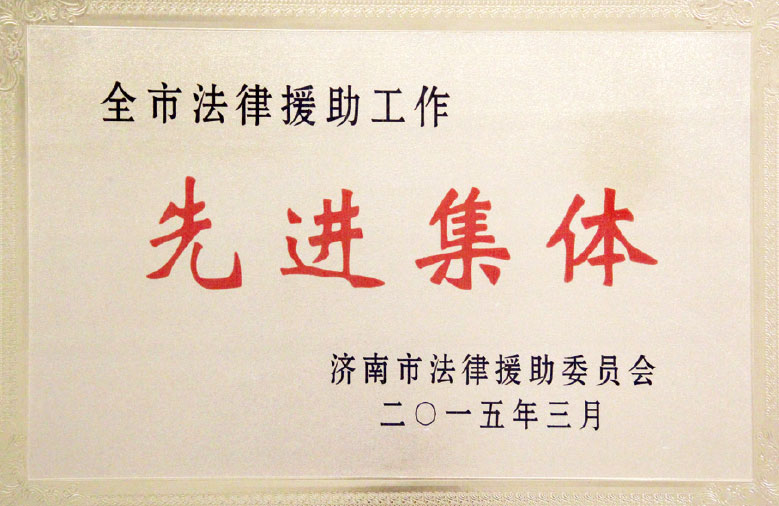 全市法律援助工作
先进集体
济南市法律援助委员会
二〇一五年三月